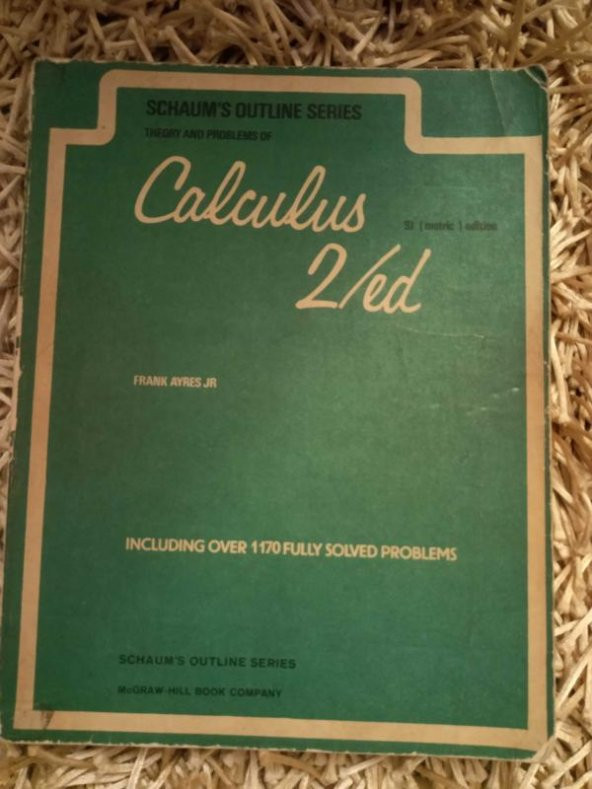 SCHAUM'S OUTLINE SERIES
THEORY AND PROBLEMS OF
Calculus
SI (metric) edition
2/ed
FRANK AYRES JR
INCLUDING OVER 1170 FULLY SOLVED PROBLEMS
SCHAUM'S OUTLINE SERIES
McGRAW-HILL BOOK COMPANY